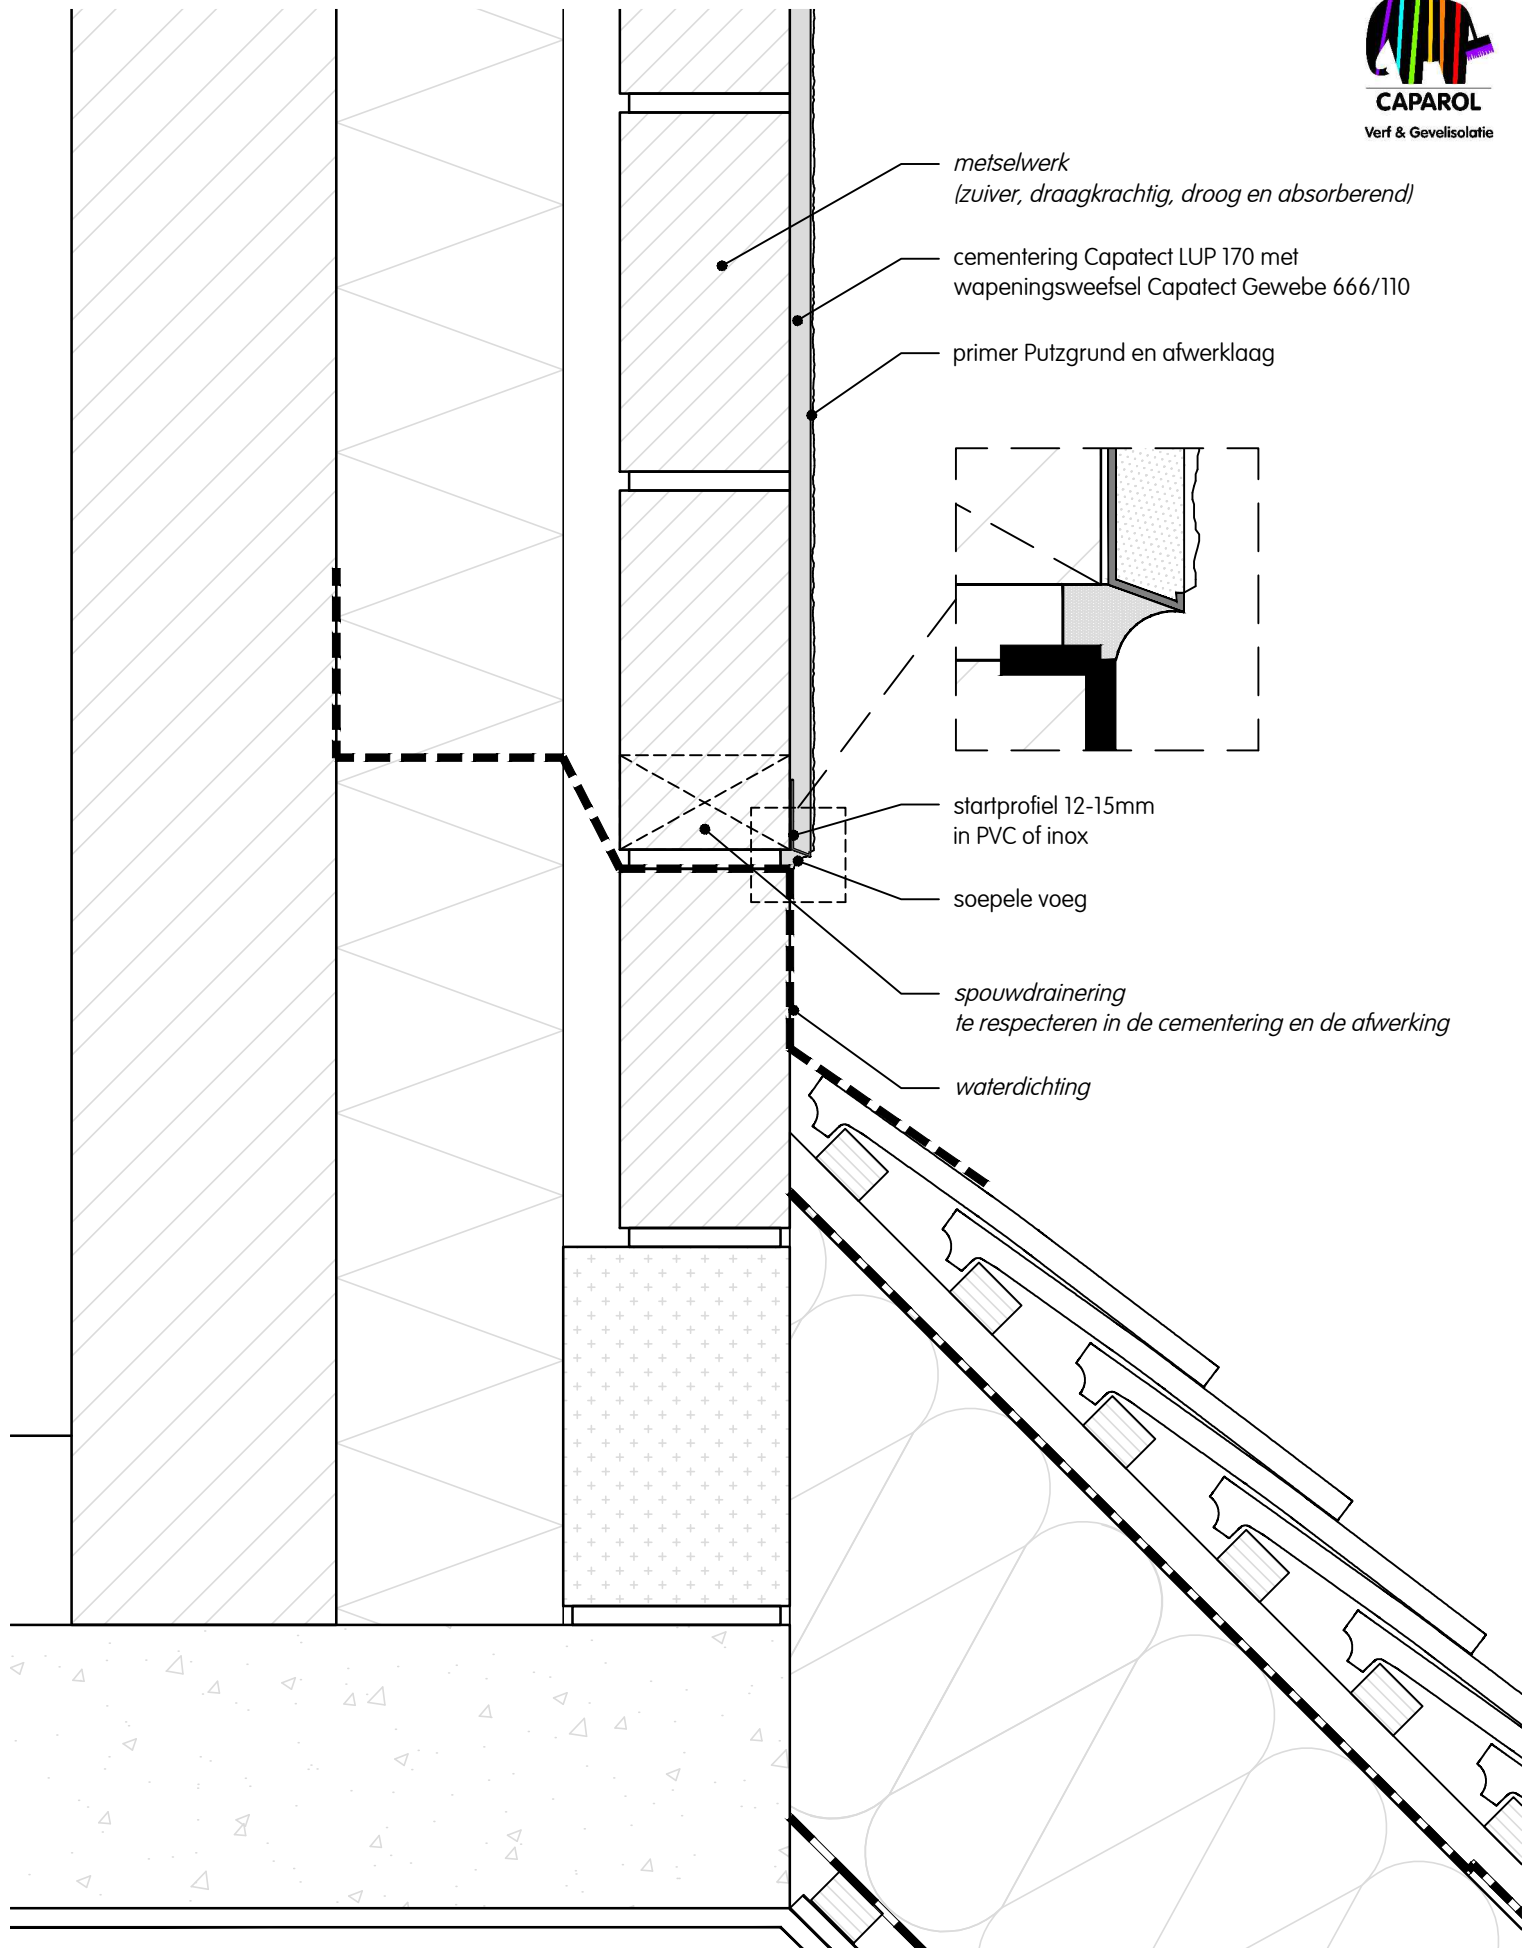 CAPAROL
Verf & Gevelisolatie
metselwerk
(zuiver, draagkrachtig, droog en absorberend)
cementering Capatect LUP 170 met
wapeningsweefsel Capatect Gewebe 666/110
primer Putzgrund en afwerklaag
startprofiel 12-15mm
in PVC of inox
soepele voeg
spouwdrainering
te respecteren in de cementering en de afwerking
waterdichting